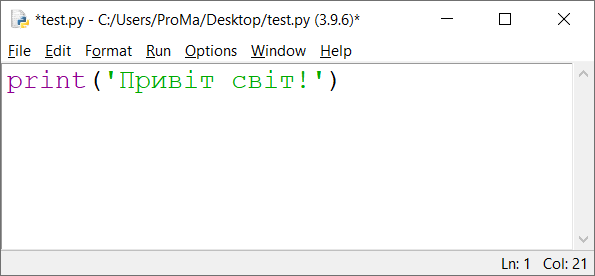 *test.py - C:/Users/ProMa/Desktop/test.py (3.9.6)*
File Edit Format Run Options Window Help
print('Привіт світ!')
Ln: 1 Col: 21